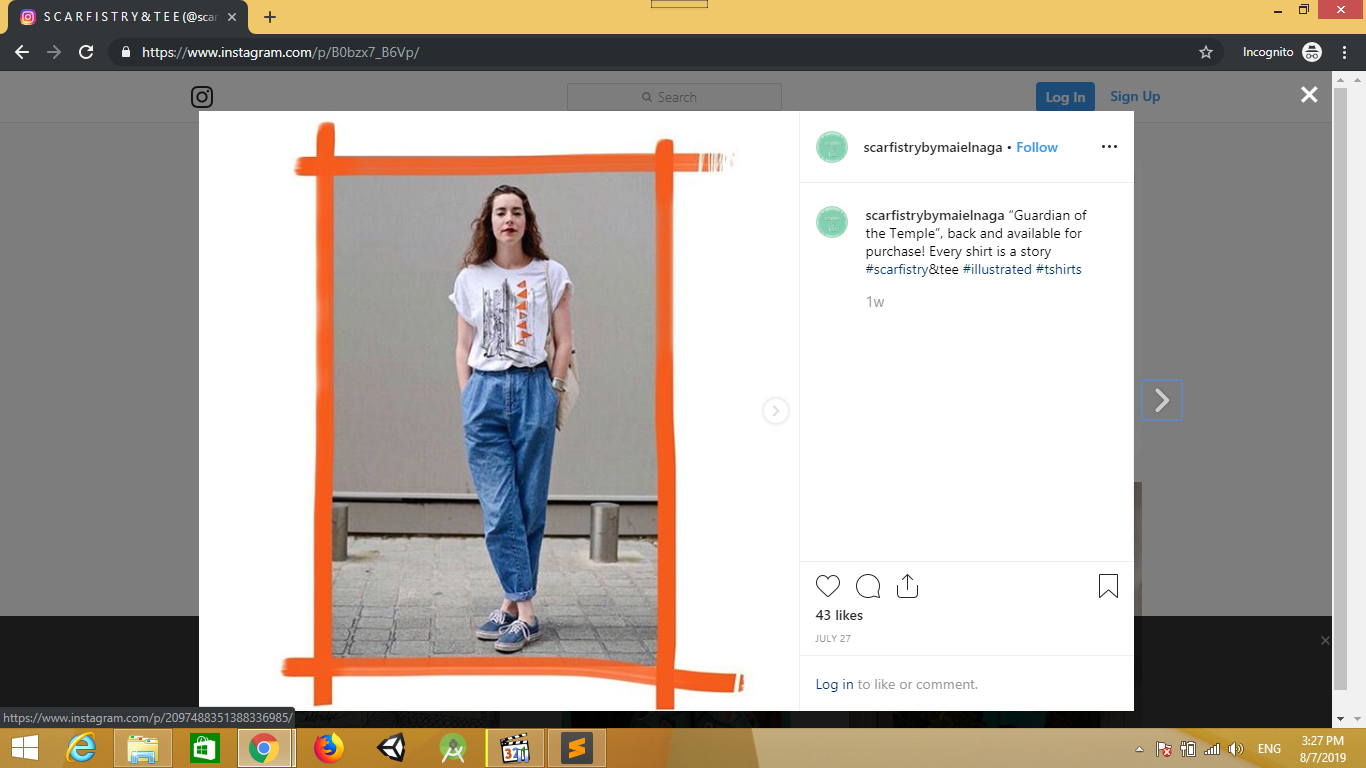 S C A R F I S T R Y & T E E (@scar
https://www.instagram.com/p/B0bzx7_B6Vp/
Incognito
Search
Log In
Sign Up
scarfistrybymaielnaga • Follow
scarfistrybymaielnaga “Guardian of
the Temple”, back and available for
purchase! Every shirt is a story
#scarfistry&tee #illustrated #tshirts
1w
43 likes
JULY 27
Log in to like or comment.
https://www.instagram.com/p/2097488351388336985/
321
ENG
3:27 PM
8/7/2019